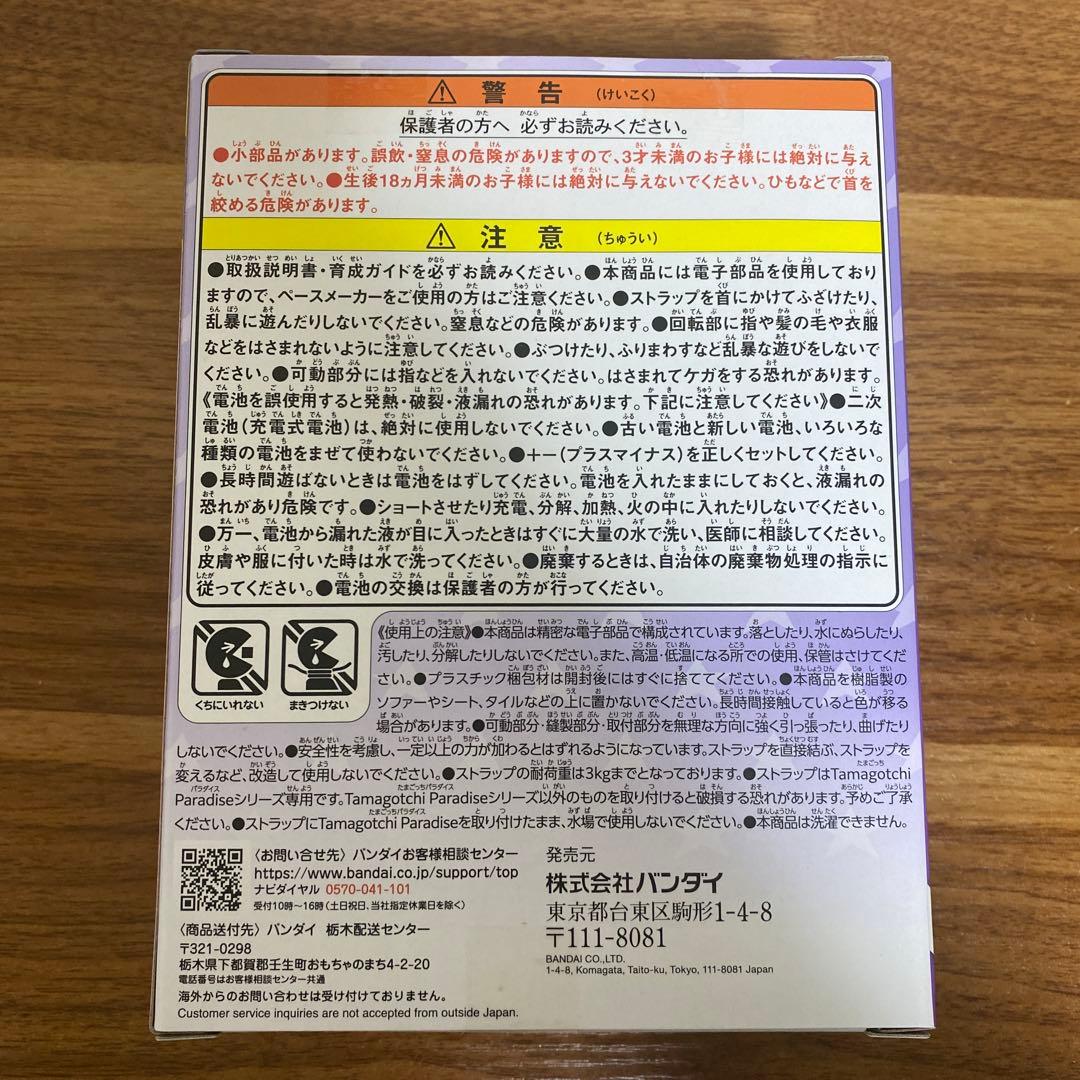 警告 （けいこく）
保護者の方へ 必ずお読みください。
●小部品があります。誤飲・窒息の危険がありますので、3才未満のお子様には絶対に与え
ないでください。●生後18ヵ月未満のお子様には絶対に与えないでください。ひもなどで首を
絞める危険があります。
注意 （ちゅうい）
●取扱説明書・育成ガイドを必ずお読みください。●本商品には電子部品を使用しており
ますので、ペースメーカーをご使用の方はご注意ください。●ストラップを首にかけてふざけたり、
乱暴に遊んだりしないでください。窒息などの危険があります。●回転部に指や髪の毛や衣服
などをはさまれないように注意してください。●ぶつけたり、ふりまわすなど乱暴な遊びをしないで
ください。●可動部分には指などを入れないでください。はさまれてケガをする恐れがあります。
《電池を誤使用すると発熱・破裂・液漏れの恐れがあります。下記に注意してください》●二次
電池（充電式電池）は、絶対に使用しないでください。●古い電池と新しい電池、いろいろな
種類の電池をまぜて使わないでください。●＋－（プラスマイナス）を正しくセットしてください。
●長時間遊ばないときは電池をはずしてください。電池を入れたままにしておくと、液漏れの
恐れがあり危険です。●ショートさせたり充電、分解、加熱、火の中に入れたりしないでください。
●万一、電池から漏れた液が目に入ったときはすぐに大量の水で洗い、医師に相談してください。
皮膚や服に付いた時は水で洗ってください。●廃棄するときは、自治体の廃棄物処理の指示に
従ってください。●電池の交換は保護者の方が行ってください。
くちにいれない
まきつけない
《使用上の注意》●本商品は精密な電子部品で構成されています。落としたり、水にぬらしたり、
汚したり、分解したりしないでください。また、高温・低温になる所での使用、保管はさけてくだ
さい。●プラスチック梱包材は開封後にはすぐに捨ててください。●本商品を樹脂製の
ソファーやシート、タイルなどの上に置かないでください。長時間接触していると色が移る
場合があります。●可動部分・縫製部分・取付部分を無理な方向に強く引っ張ったり、曲げたり
しないでください。●安全性を考慮し、一定以上の力が加わるとはずれるようになっています。ストラップを直接結ぶ、ストラップを
変えるなど、改造して使用しないでください。●ストラップの耐荷重は3kgまでとなっております。●ストラップはTamagotchi
Paradiseシリーズ専用です。Tamagotchi Paradiseシリーズ以外のものを取り付けると破損する恐れがあります。予めご了承
ください。●ストラップにTamagotchi Paradiseを取り付けたまま、水場で使用しないでください。●本商品は洗濯できません。
〈お問い合せ先〉バンダイお客様相談センター
https://www.bandai.co.jp/support/top
ナビダイヤル 0570-041-101
受付10時～16時（土日祝日、当社指定休業日を除く）
〈商品送付先〉バンダイ 栃木配送センター
〒321-0298
栃木県下都賀郡壬生町おもちゃのまち4-2-20
電話番号はお客様相談センター共通
海外からのお問い合わせは受け付けておりません。
Customer service inquiries are not accepted from outside Japan.
発売元
株式会社バンダイ
東京都台東区駒形1-4-8
〒111-8081
BANDAI CO.,LTD.
1-4-8, Komagata, Taito-ku, Tokyo, 111-8081 Japan